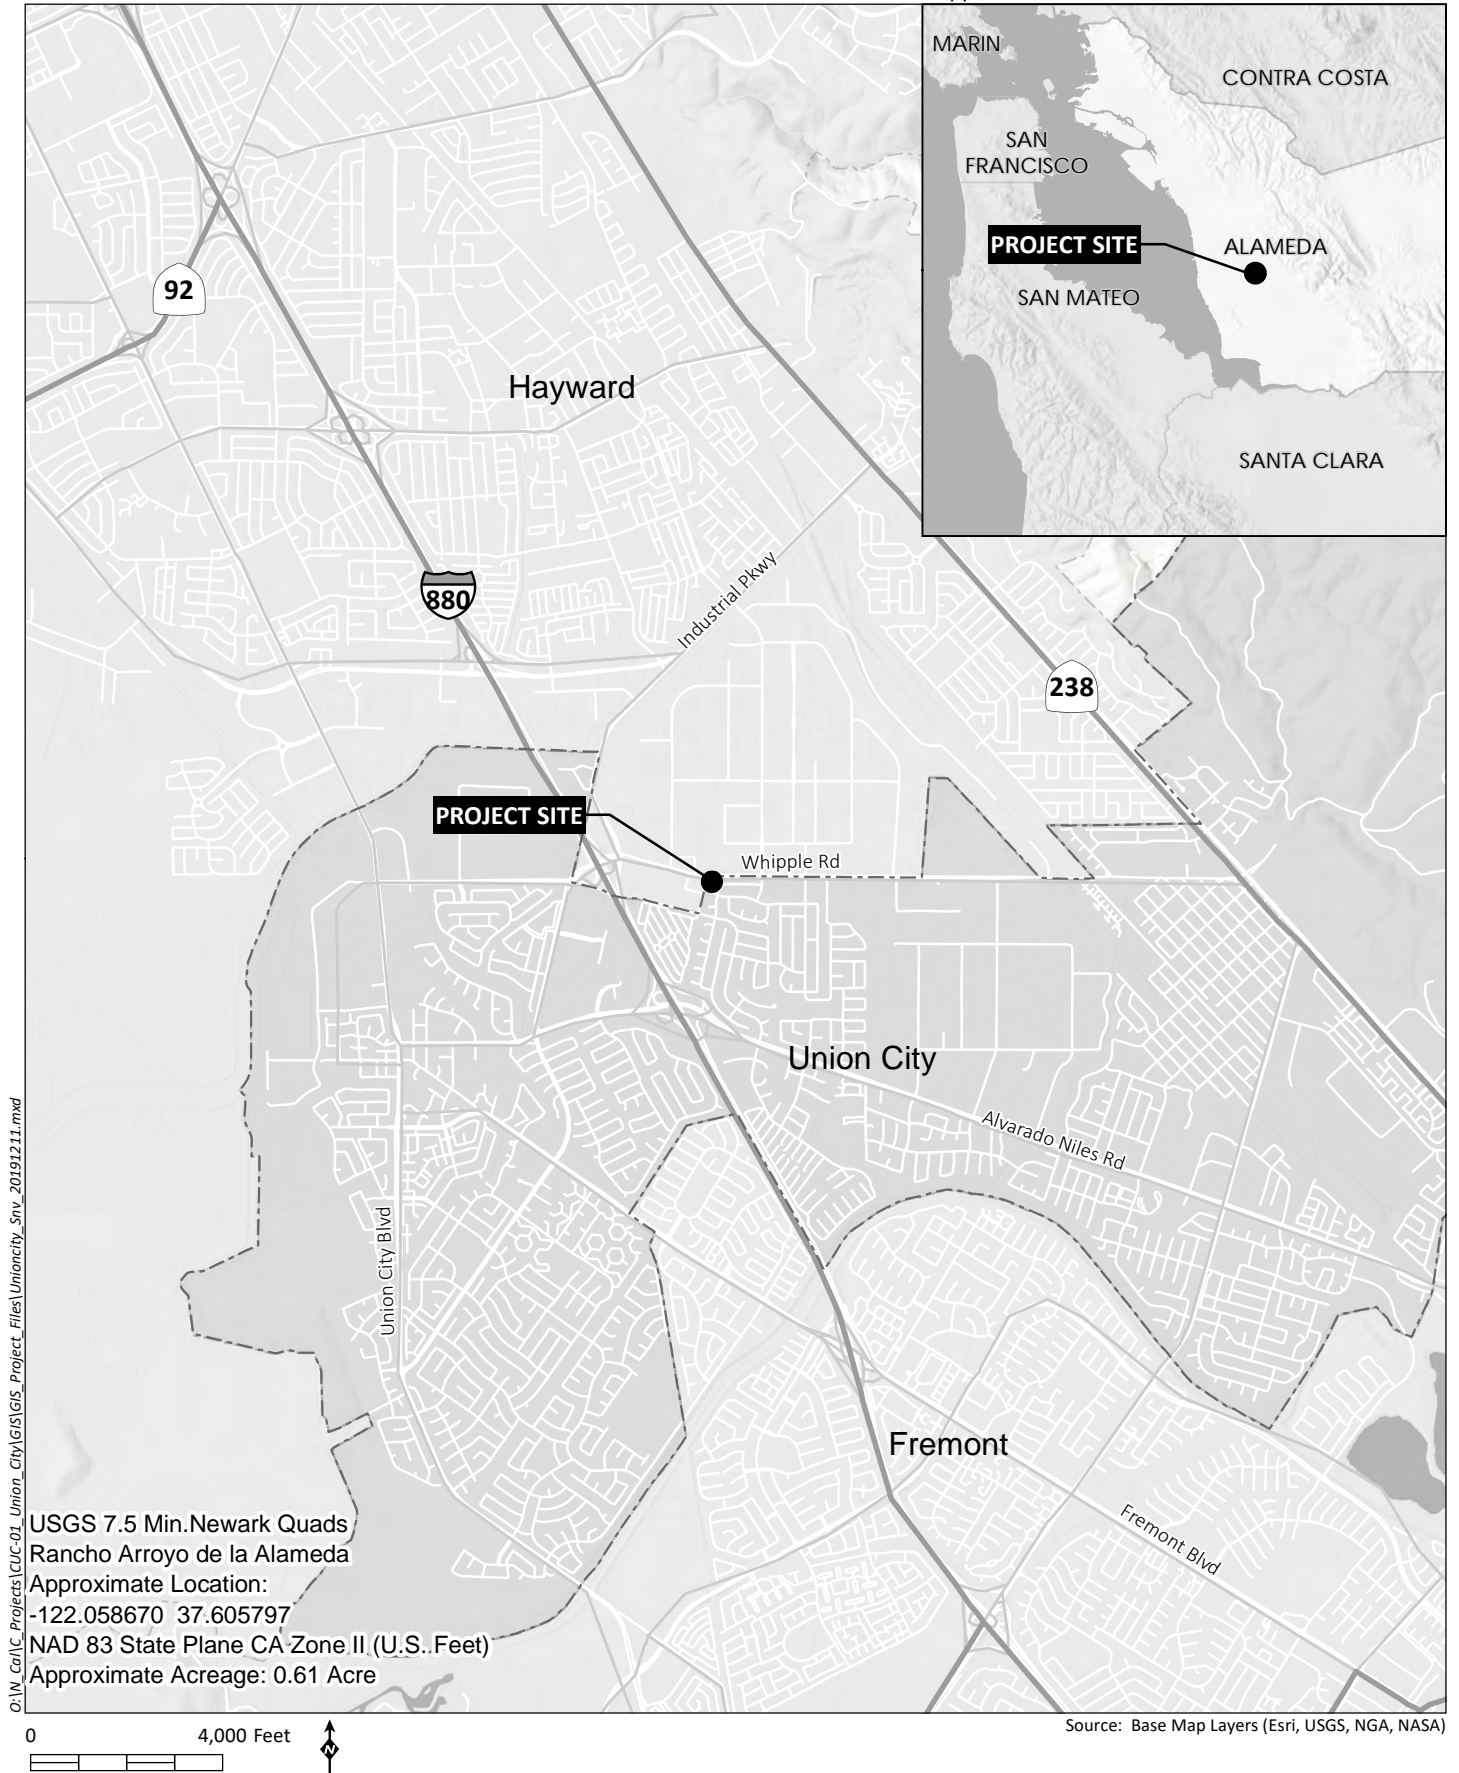 MARIN
CONTRA COSTA
SAN
FRANCISCO
PROJECT SITE
ALAMEDA
SAN MATEO
SANTA CLARA
92
Hayward
880
Industrial Pkwy
238
PROJECT SITE
Whipple Rd
Union City
Alvarado Niles Rd
Union City Blvd
Fremont
Fremont Blvd
USGS 7.5 Min.Newark Quads
Rancho Arroyo de la Alameda
Approximate Location:
-122.058670 37.605797
NAD 83 State Plane CA Zone II (U.S. Feet)
Approximate Acreage: 0.61 Acre
O:\N_Cal\C_Projects\CUC-01_Union_City\GIS\GIS_Project_Files\Unioncity_Snv_20191211.mxd
0 4,000 Feet
N
Source: Base Map Layers (Esri, USGS, NGA, NASA)